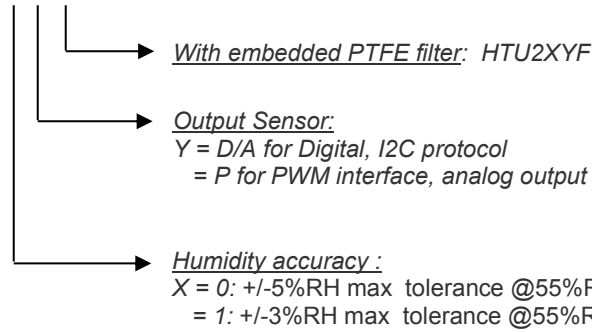 With embedded PTFE filter: HTU2XYF
Output Sensor:
Y = D/A for Digital, I2C protocol
= P for PWM interface, analog output
Humidity accuracy :
X = 0: +/-5%RH max tolerance @55%R
= 1: +/-3%RH max tolerance @55%R